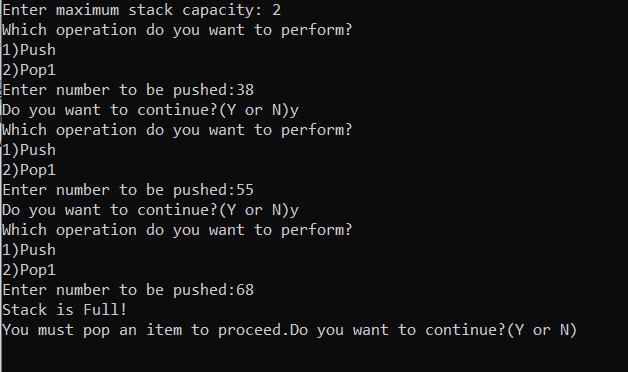 Enter maximum stack capacity: 2
Which operation do you want to perform?
1)Push
2)Pop1
Enter number to be pushed:38
Do you want to continue?(Y or N)y
Which operation do you want to perform?
1)Push
2)Pop1
Enter number to be pushed:55
Do you want to continue?(Y or N)y
Which operation do you want to perform?
1)Push
2)Pop1
Enter number to be pushed:68
Stack is Full!
You must pop an item to proceed.Do you want to continue?(Y or N)